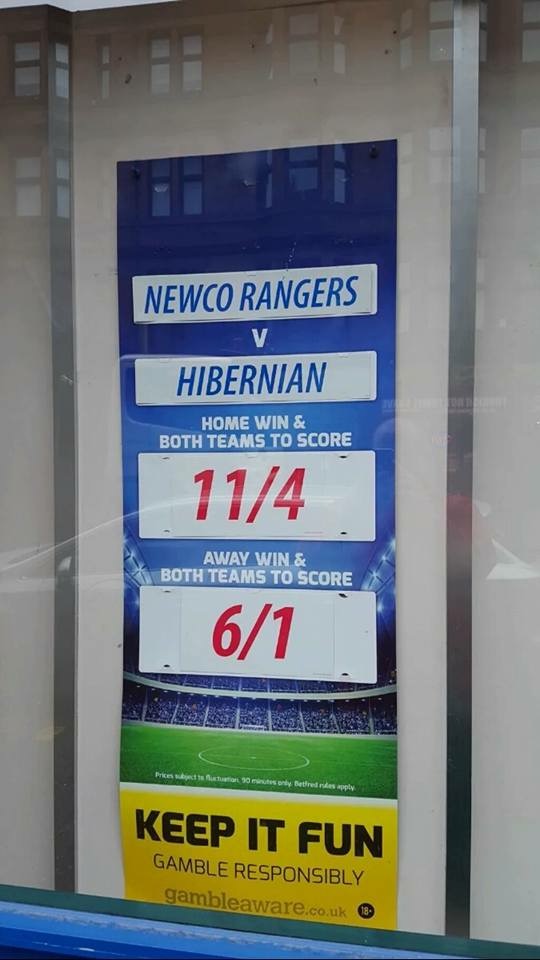 NEWCO RANGERS
V
HIBERNIAN
HOME WIN &
BOTH TEAMS TO SCORE
11/4
AWAY WIN &
BOTH TEAMS TO SCORE
6/1
Prices subject to fluctuation. 90 minutes only. Betfred rules apply.
KEEP IT FUN
GAMBLE RESPONSIBLY
gambleaware.co.uk 18+